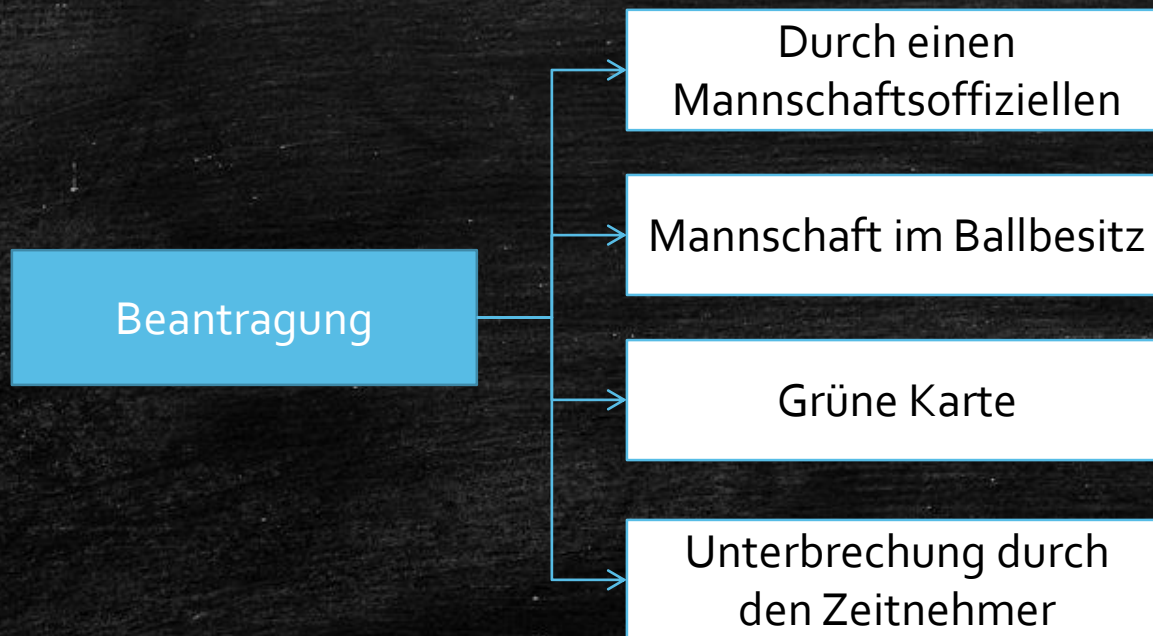 Beantragung
Durch einen
Mannschaftsoffiziellen
Mannschaft im Ballbesitz
Grüne Karte
Unterbrechung durch
den Zeitnehmer